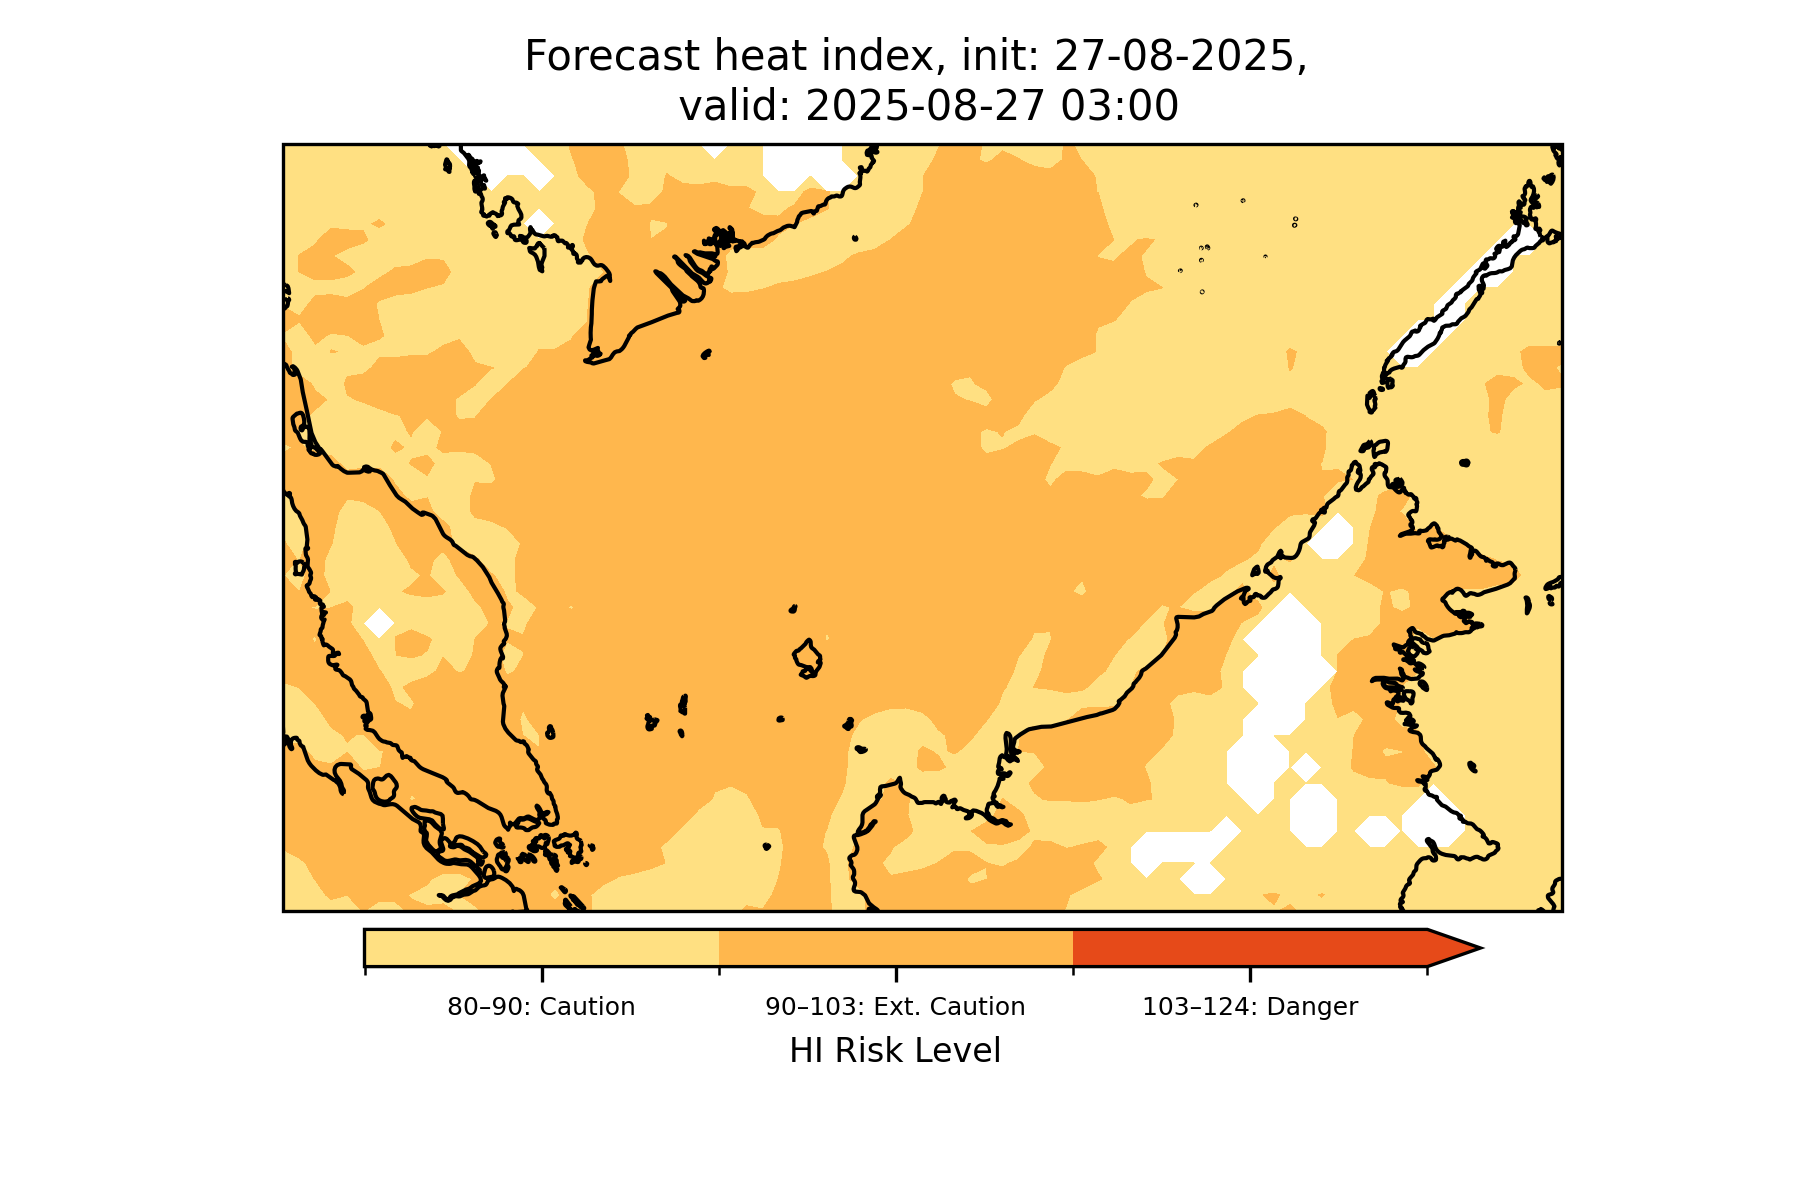 Forecast heat index, init: 27-08-2025,
valid: 2025-08-27 03:00
80–90: Caution
90–103: Ext. Caution
103–124: Danger
HI Risk Level